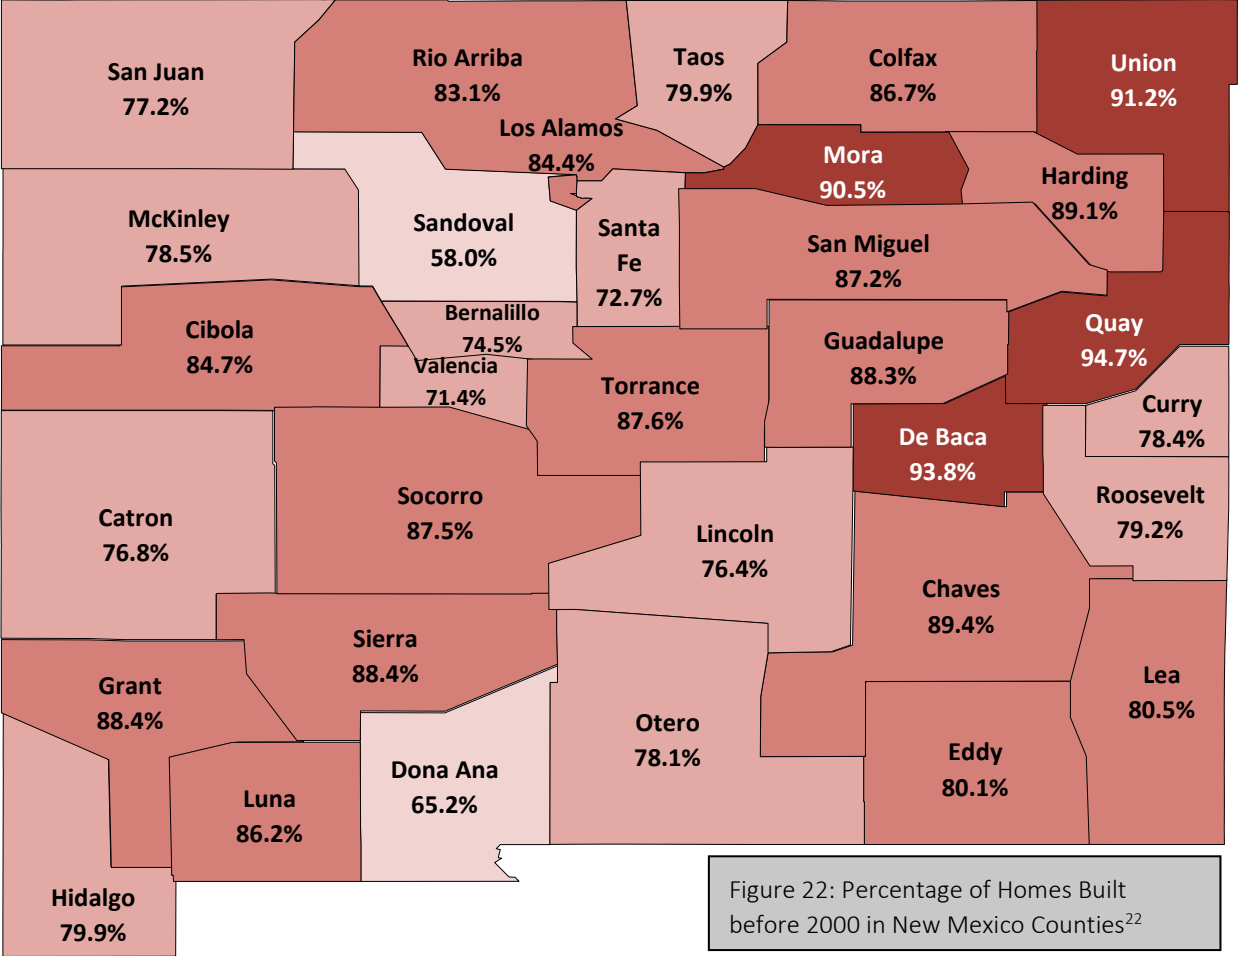 San Juan
77.2%
Rio Arriba
83.1%
Taos
79.9%
Colfax
86.7%
Union
91.2%
Los Alamos
84.4%
Mora
90.5%
Harding
89.1%
McKinley
78.5%
Sandoval
58.0%
Santa
Fe
72.7%
San Miguel
87.2%
Cibola
84.7%
Bernalillo
74.5%
Valencia
71.4%
Torrance
87.6%
Guadalupe
88.3%
Quay
94.7%
Curry
78.4%
De Baca
93.8%
Roosevelt
79.2%
Catron
76.8%
Socorro
87.5%
Lincoln
76.4%
Chaves
89.4%
Sierra
88.4%
Grant
88.4%
Otero
78.1%
Lea
80.5%
Eddy
80.1%
Dona Ana
65.2%
Luna
86.2%
Hidalgo
79.9%
Figure 22: Percentage of Homes Built
before 2000 in New Mexico Counties²²